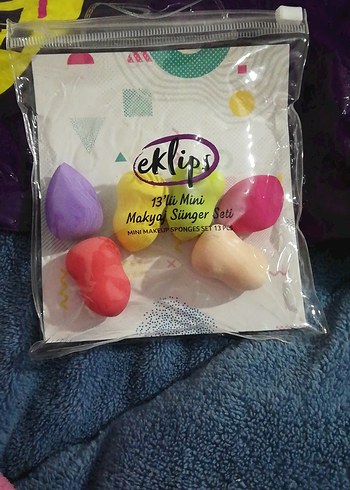 eklips
13'lü Mini
Makyaj Sünger Seti
MINI MAKEUP SPONGES SET 13 PCS